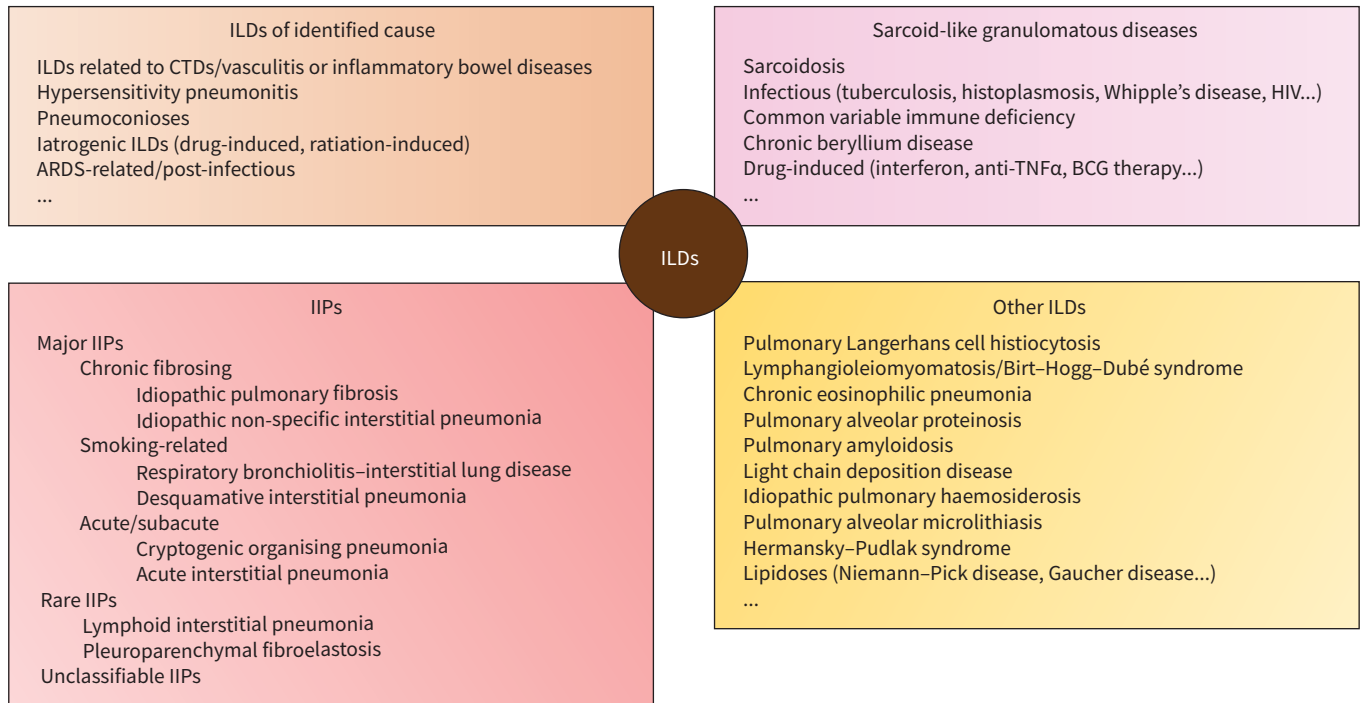 ILDs of identified cause
ILDs related to CTDs/vasculitis or inflammatory bowel diseases
Hypersensitivity pneumonitis
Pneumoconioses
Iatrogenic ILDs (drug-induced, ratiation-induced)
ARDS-related/post-infectious
...
Sarcoid-like granulomatous diseases
Sarcoidosis
Infectious (tuberculosis, histoplasmosis, Whipple's disease, HIV...)
Common variable immune deficiency
Chronic beryllium disease
Drug-induced (interferon, anti-TNFα, BCG therapy...)
...
ILDs
IIPs
Major IIPs
Chronic fibrosing
Idiopathic pulmonary fibrosis
Idiopathic non-specific interstitial pneumonia
Smoking-related
Respiratory bronchiolitis–interstitial lung disease
Desquamative interstitial pneumonia
Acute/subacute
Cryptogenic organising pneumonia
Acute interstitial pneumonia
Rare IIPs
Lymphoid interstitial pneumonia
Pleuroparenchymal fibroelastosis
Unclassifiable IIPs
Other ILDs
Pulmonary Langerhans cell histiocytosis
Lymphangioleiomyomatosis/Birt–Hogg–Dubé syndrome
Chronic eosinophilic pneumonia
Pulmonary alveolar proteinosis
Pulmonary amyloidosis
Light chain deposition disease
Idiopathic pulmonary haemosiderosis
Pulmonary alveolar microlithiasis
Hermansky–Pudlak syndrome
Lipidoses (Niemann–Pick disease, Gaucher disease...)
...